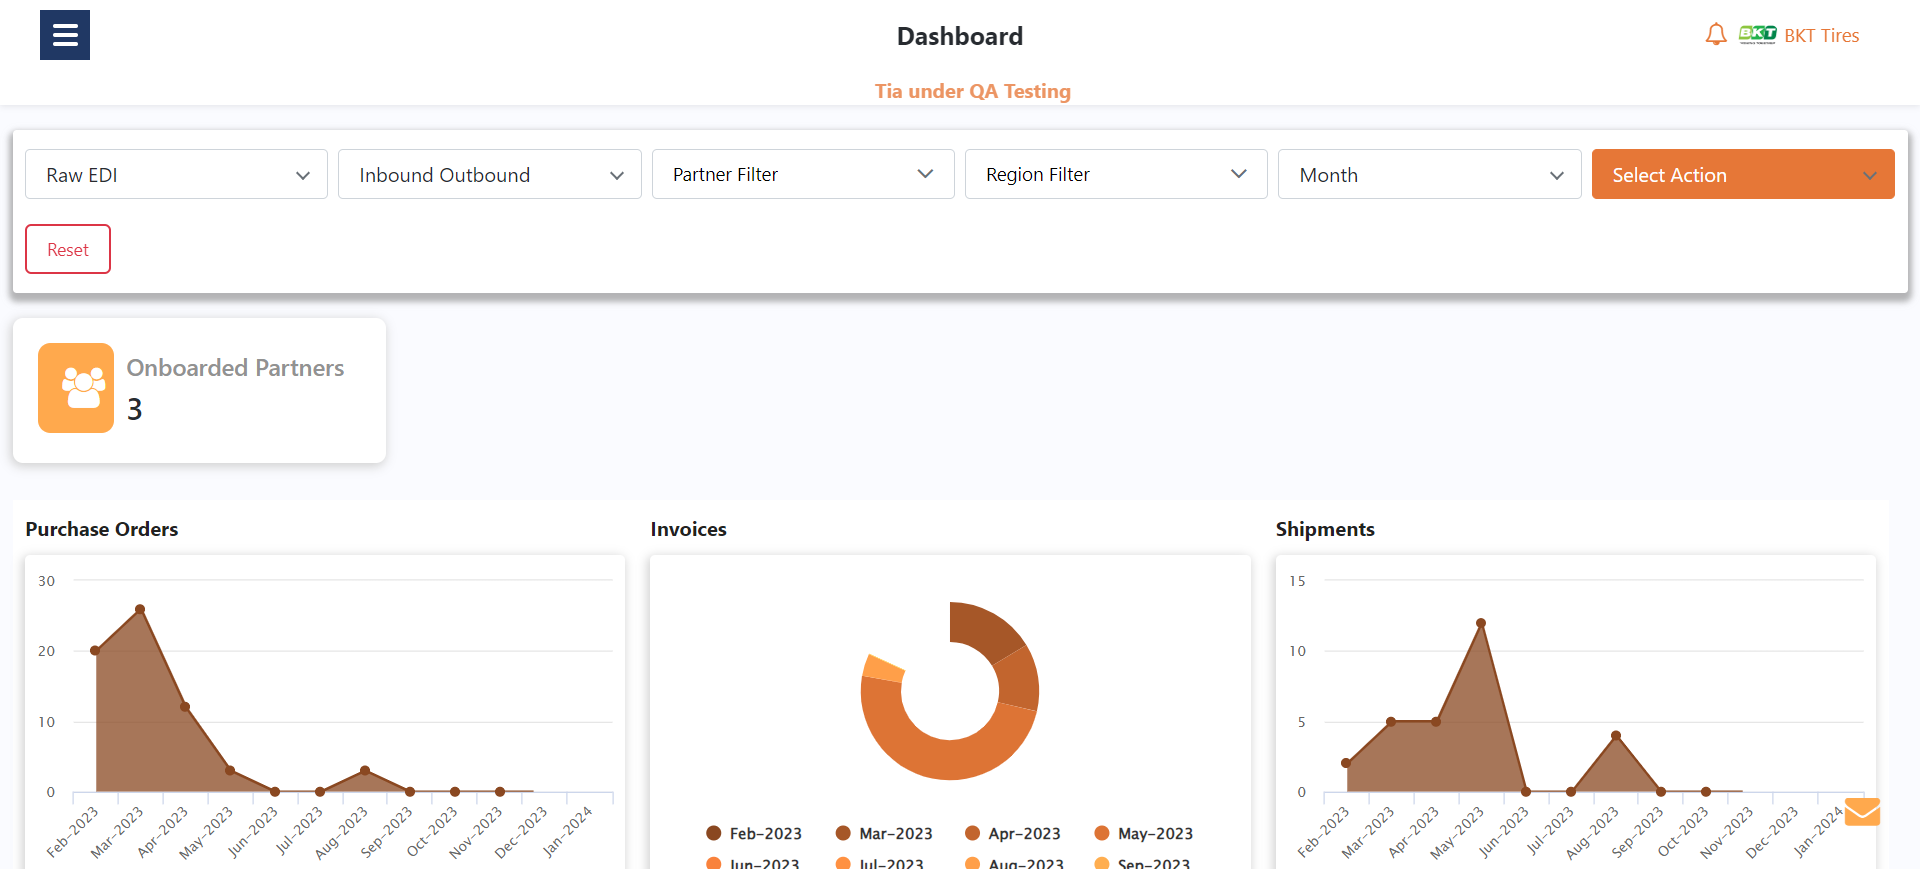 Dashboard
BKT BKT Tires
Tia under QA Testing
Raw EDI
Inbound Outbound
Partner Filter
Region Filter
Month
Select Action
Reset
Onboarded Partners
3
Purchase Orders
30
20
10
0
Feb-2023
Mar-2023
Apr-2023
May-2023
Jun-2023
Jul-2023
Aug-2023
Sep-2023
Oct-2023
Nov-2023
Dec-2023
Jan-2024
Invoices
Feb-2023
Mar-2023
Apr-2023
May-2023
Jun-2023
Jul-2023
Aug-2023
Sep-2023
Shipments
15
10
5
0
Feb-2023
Mar-2023
Apr-2023
May-2023
Jun-2023
Jul-2023
Aug-2023
Sep-2023
Oct-2023
Nov-2023
Dec-2023
Jan-2024